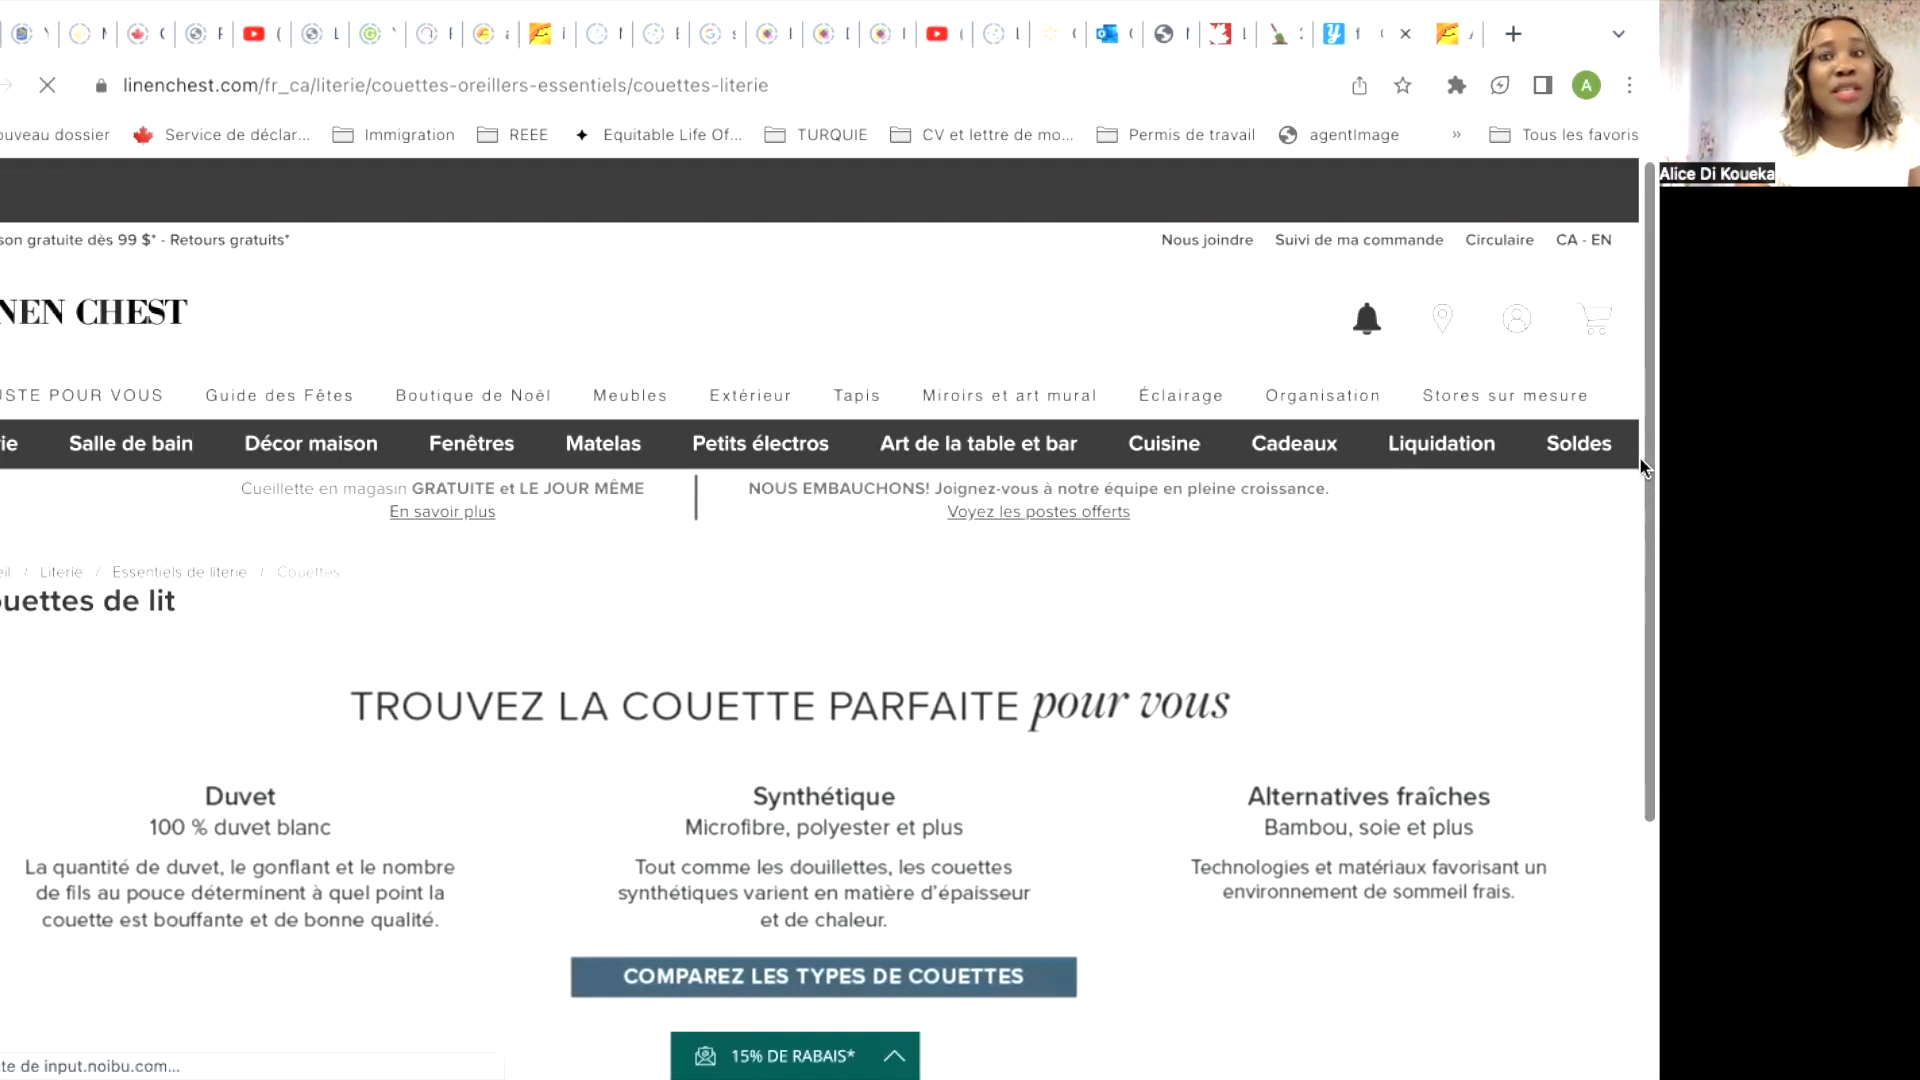 linenchest.com/fr_ca/literie/couettes-oreillers-essentiels/couettes-literie
A
ouveau dossier Service de déclar... Immigration REEE Equitable Life Of... TURQUIE CV et lettre de mo... Permis de travail agentImage » Tous les favoris
Alice Di Koueka
son gratuite dès 99 $* - Retours gratuits*
Nous joindre Suivi de ma commande Circulaire CA - EN
NEN CHEST
USTE POUR VOUS Guide des Fêtes Boutique de Noël Meubles Extérieur Tapis Miroirs et art mural Éclairage Organisation Stores sur mesure
ie Salle de bain Décor maison Fenêtres Matelas Petits électros Art de la table et bar Cuisine Cadeaux Liquidation Soldes
Cueillette en magasin GRATUITE et LE JOUR MÊME
En savoir plus
NOUS EMBAUCHONS! Joignez-vous à notre équipe en pleine croissance.
Voyez les postes offerts
eil / Literie / Essentiels de literie / Couettes
ouettes de lit
TROUVEZ LA COUETTE PARFAITE pour vous
Duvet
100 % duvet blanc
La quantité de duvet, le gonflant et le nombre
de fils au pouce déterminent à quel point la
couette est bouffante et de bonne qualité.
Synthétique
Microfibre, polyester et plus
Tout comme les douillettes, les couettes
synthétiques varient en matière d'épaisseur
et de chaleur.
Alternatives fraîches
Bambou, soie et plus
Technologies et matériaux favorisant un
environnement de sommeil frais.
COMPAREZ LES TYPES DE COUETTES
15% DE RABAIS*
te de input.noibu.com...